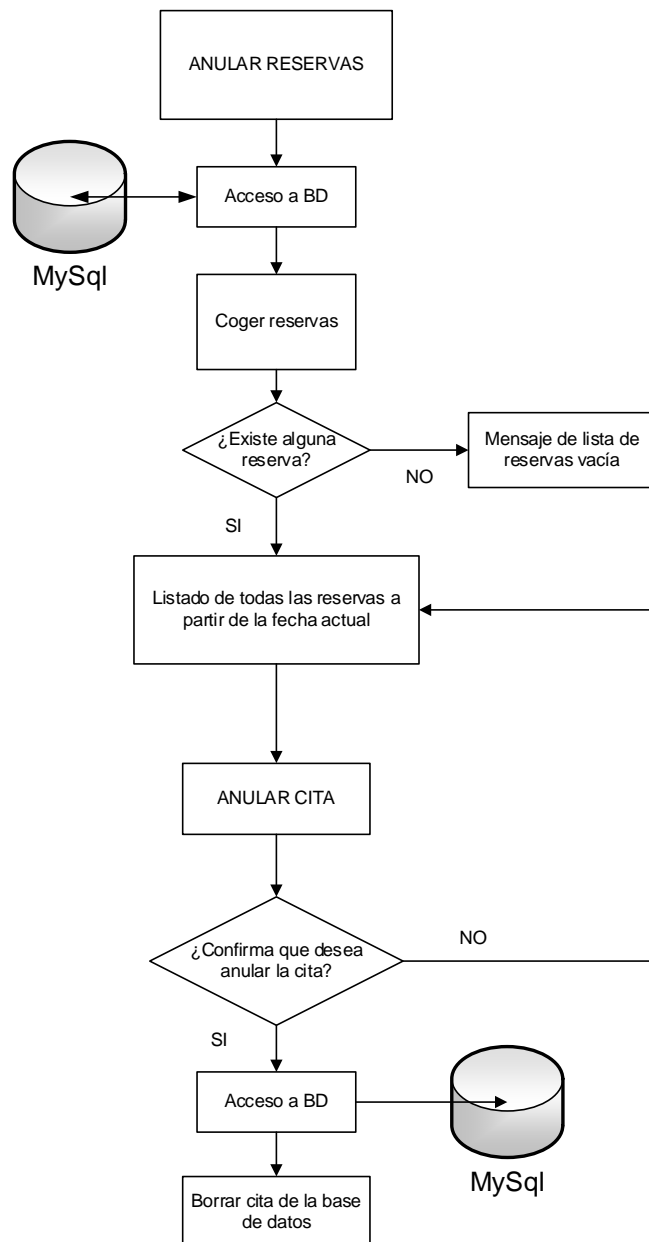 ANULAR RESERVAS
Acceso a BD
MySql
Coger reservas
¿Existe alguna
reserva?
NO
Mensaje de lista de
reservas vacía
SI
Listado de todas las reservas a
partir de la fecha actual
ANULAR CITA
¿Confirma que desea
anular la cita?
NO
SI
Acceso a BD
MySql
Borrar cita de la base
de datos